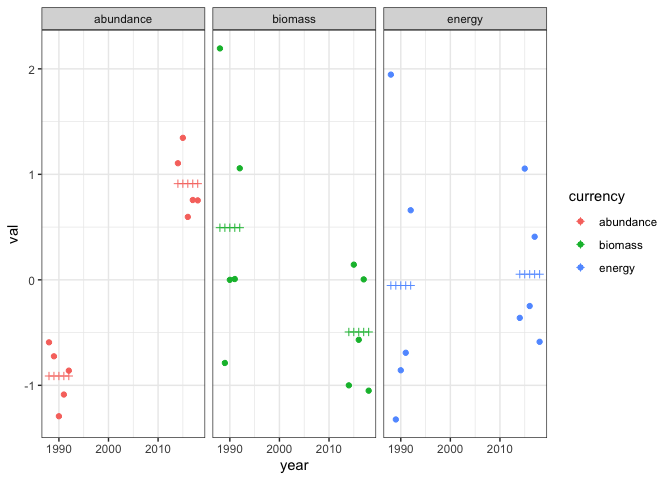 abundance biomass energy
2
1
0
-1
val
1990 2000 2010 1990 2000 2010 1990 2000 2010
year
currency
abundance
biomass
energy